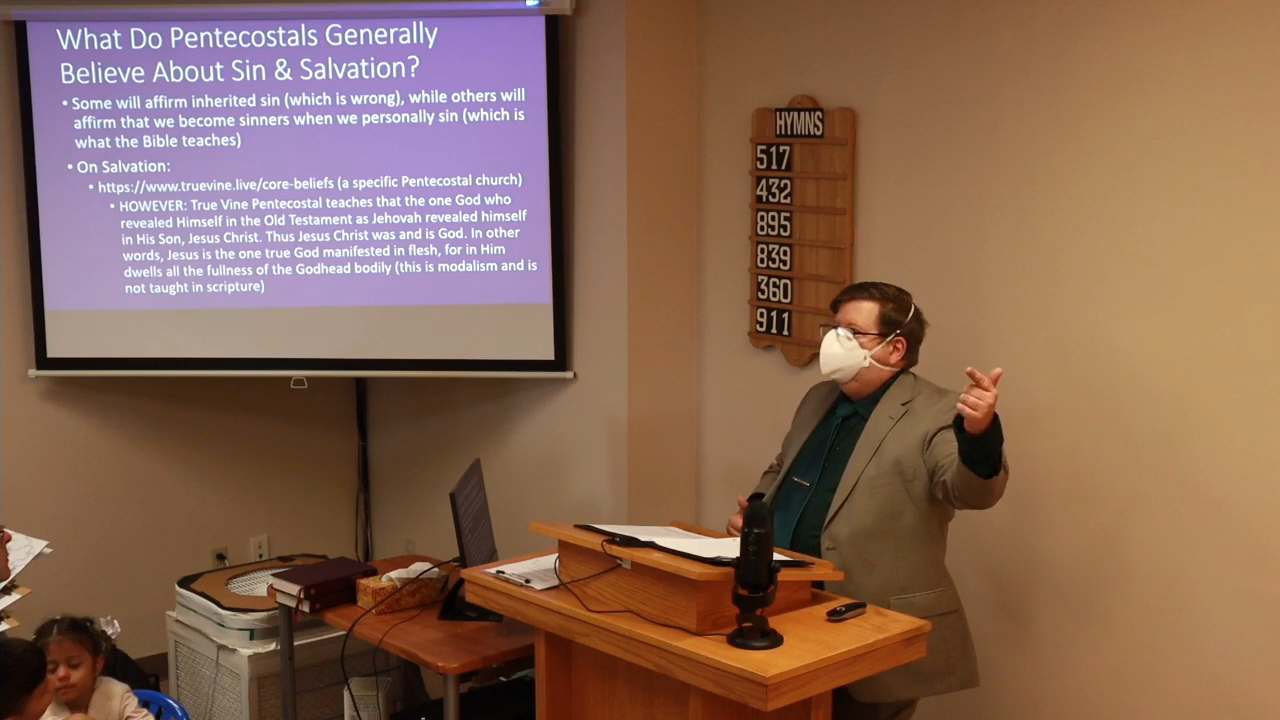 What Do Pentecostals Generally
Believe About Sin & Salvation?
• Some will affirm inherited sin (which is wrong), while others will
affirm that we become sinners when we personally sin (which is
what the Bible teaches)
• On Salvation:
• https://www.truevine.live/core-beliefs (a specific Pentecostal church)
• HOWEVER: True Vine Pentecostal teaches that the one God who
revealed Himself in the Old Testament as Jehovah revealed himself
in His Son, Jesus Christ. Thus Jesus Christ was and is God. In other
words, Jesus is the one true God manifested in flesh, for in Him
dwells all the fullness of the Godhead bodily (this is modalism and is
not taught in scripture)
HYMNS
517
432
895
839
360
911